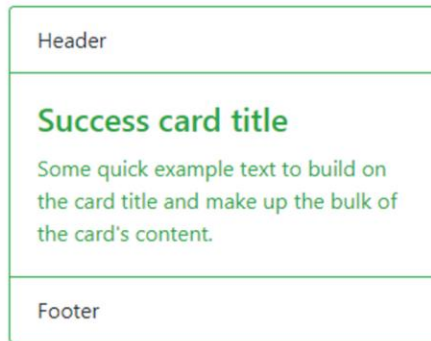 Header
Success card title
Some quick example text to build on
the card title and make up the bulk of
the card's content.
Footer